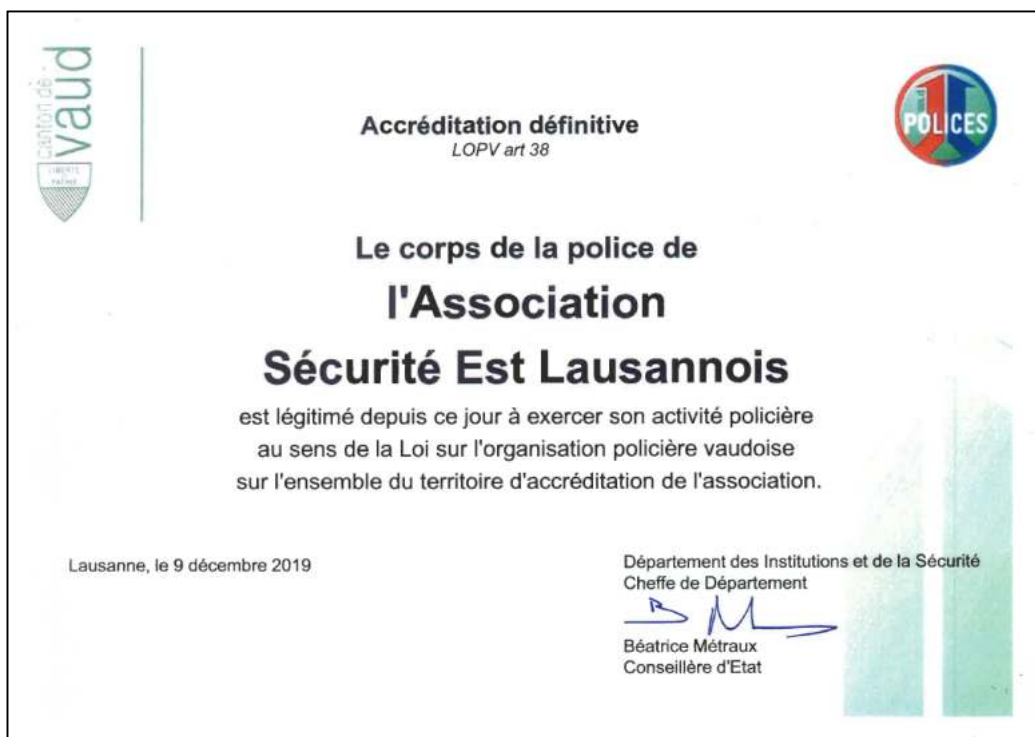 canton de
vaud
LIBERTÉ
ET
PATRIE
POLICES
Accréditation définitive
LOPV art 38
Le corps de la police de
l'Association
Sécurité Est Lausannois
est légitimé depuis ce jour à exercer son activité policière
au sens de la Loi sur l'organisation policière vaudoise
sur l'ensemble du territoire d'accréditation de l'association.
Lausanne, le 9 décembre 2019
Département des Institutions et de la Sécurité
Cheffe de Département
Béatrice Métraux
Conseillère d'Etat